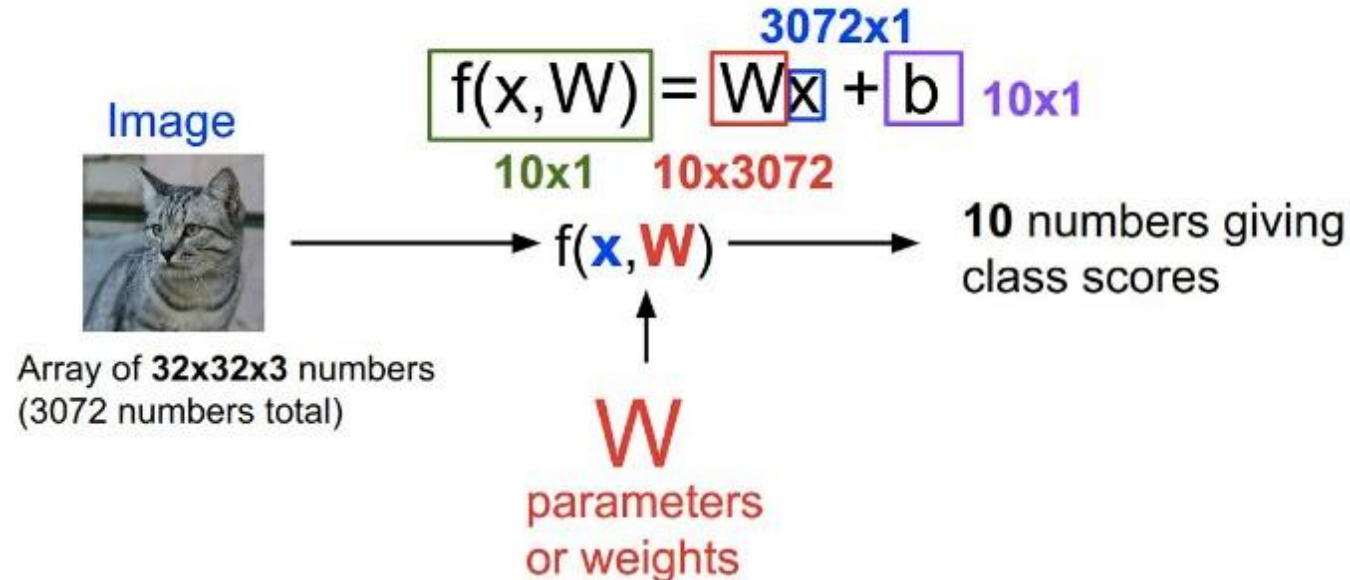 3072x1
f(x,W) = Wx + b 10x1
10x1 10x3072
Image
f(x,W)
10 numbers giving
class scores
Array of 32x32x3 numbers
(3072 numbers total)
W
parameters
or weights